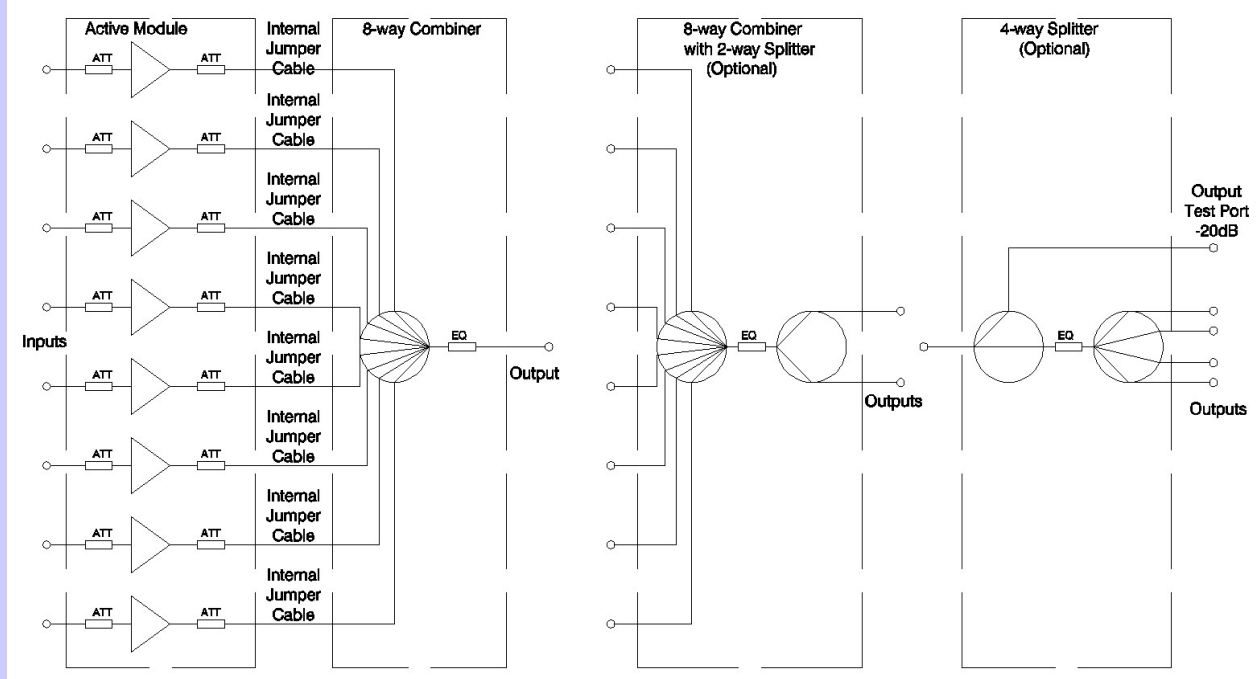 Active Module
8-way Combiner
8-way Combiner
with 2-way Splitter
(Optional)
4-way Splitter
(Optional)
ATT
ATT
Internal
Jumper
Cable
ATT
ATT
Internal
Jumper
Cable
ATT
ATT
Internal
Jumper
Cable
ATT
ATT
Internal
Jumper
Cable
Inputs
ATT
ATT
Internal
Jumper
Cable
ATT
ATT
Internal
Jumper
Cable
ATT
ATT
Internal
Jumper
Cable
ATT
ATT
Internal
Jumper
Cable
EQ
Output
EQ
Outputs
Output
Test Port
-20dB
EQ
Outputs